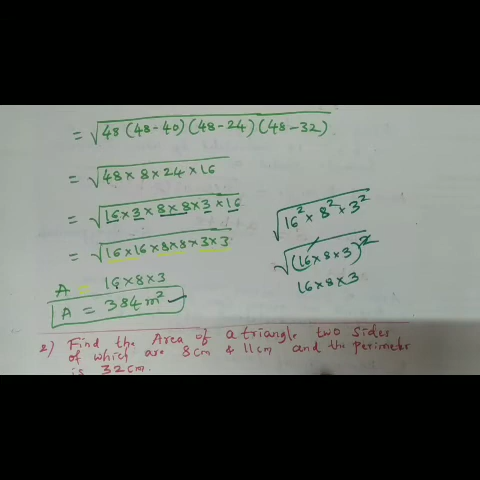 = √48 (48-40) (48-24) (48-32)
= √48 × 8 × 24 × 16
= √16 × 3 × 8 × 8 × 3 × 16
= √16 × 16 × 8 × 8 × 3 × 3
A = 16 × 8 × 3
A = 384 m²
√16² × 8² × 3²
√(16 × 8 × 3)²
16 × 8 × 3
2) Find the Area of a triangle two sides
of which are 8cm & 11cm and the perimeter
is 32cm.